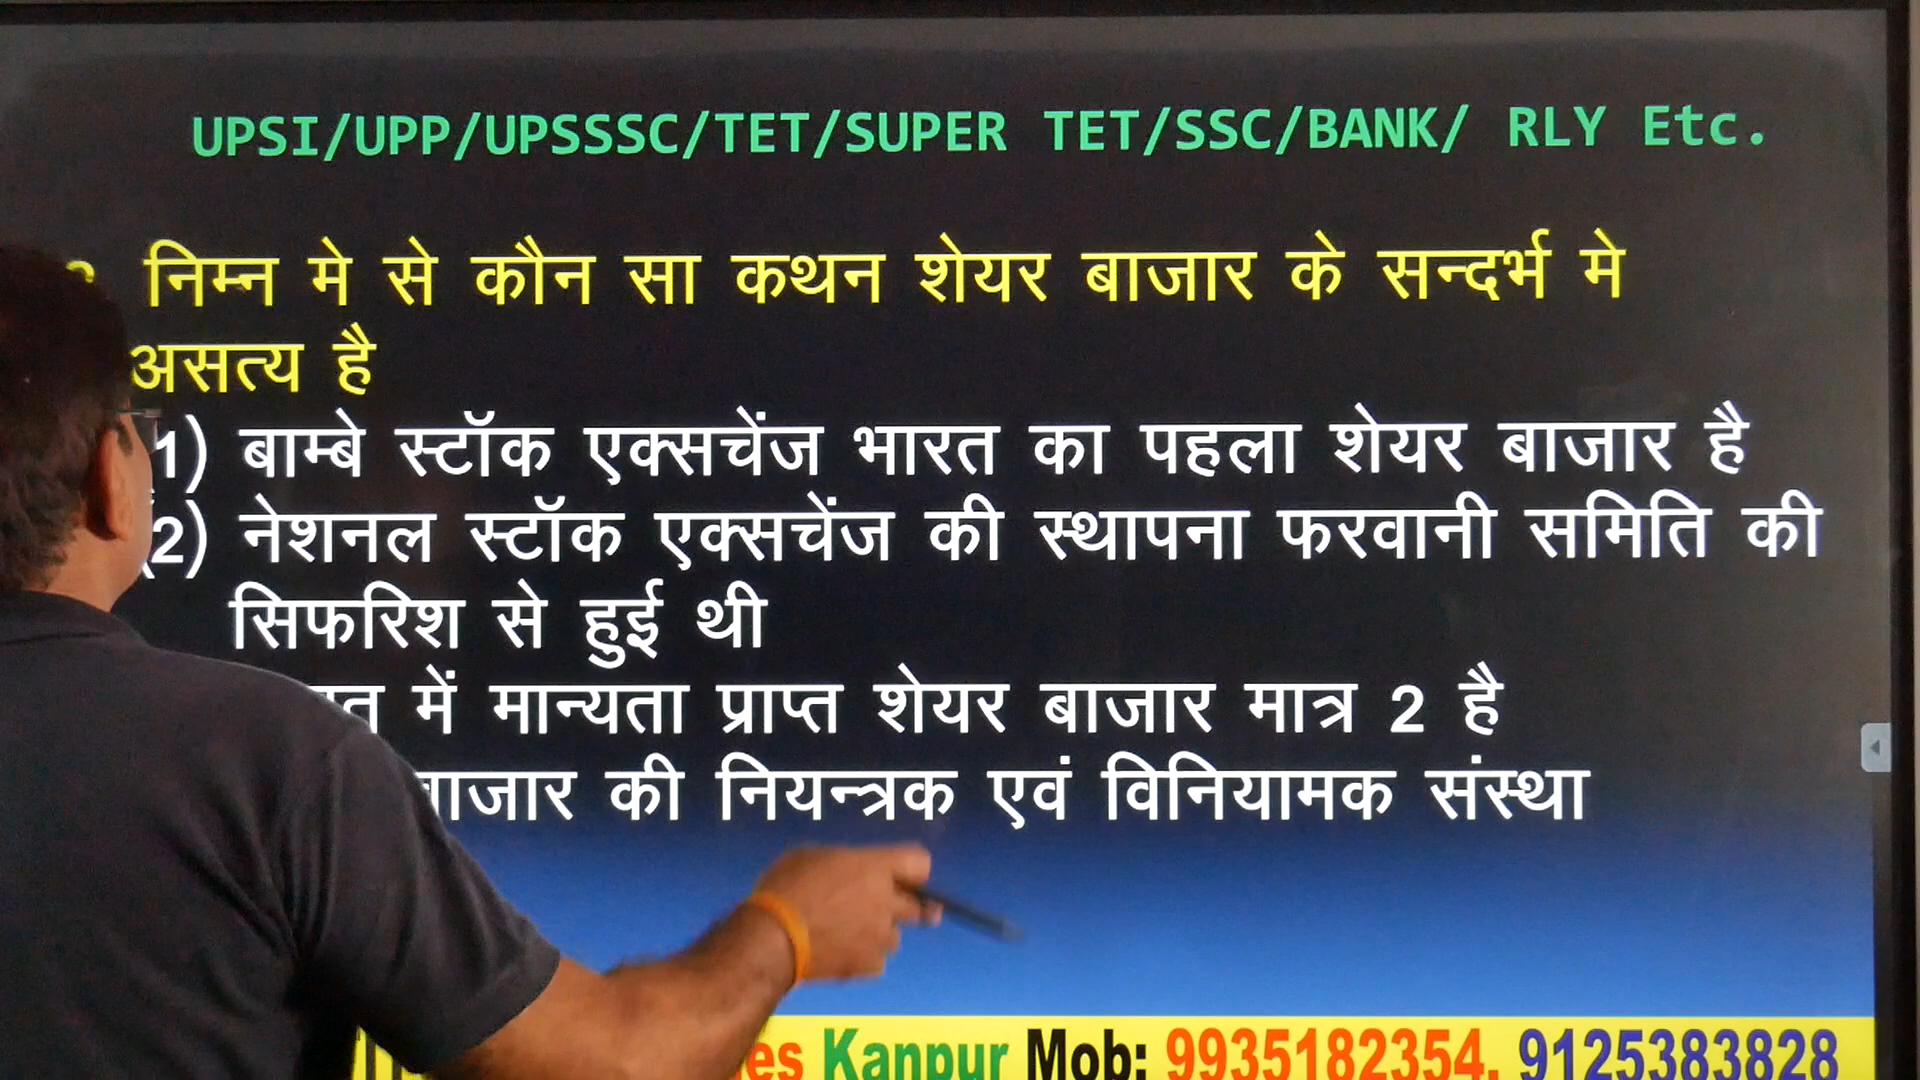 UPSI/UPP/UPSSSC/TET/SUPER TET/SSC/BANK/ RLY Etc.
निम्न मे से कौन सा कथन शेयर बाजार के सन्दर्भ मे
असत्य है
1) बाम्बे स्टॉक एक्सचेंज भारत का पहला शेयर बाजार है
(2) नेशनल स्टॉक एक्सचेंज की स्थापना फरवानी समिति की
सिफरिश से हुई थी
में मान्यता प्राप्त शेयर बाजार मात्र 2 है
बाजार की नियन्त्रक एवं विनियामक संस्था
Kanpur Mob: 9935182354, 9125383828